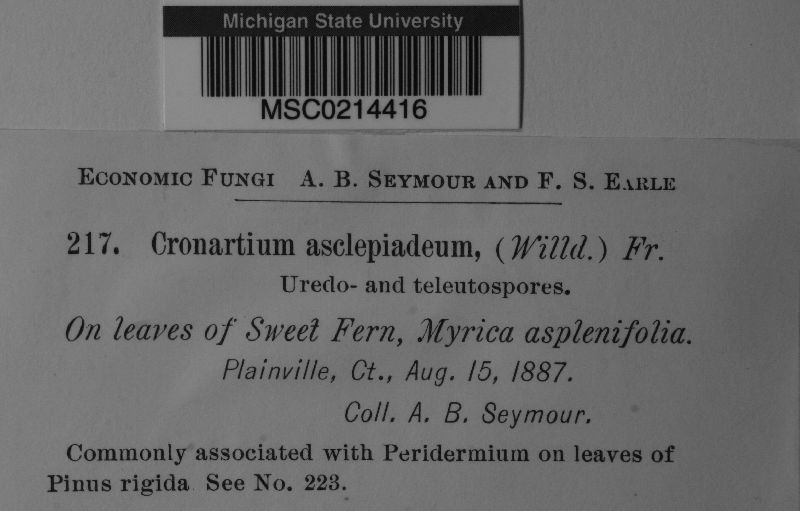 Michigan State University
MSC0214416
Economic Fungi A. B. Seymour and F. S. Earle
217. Cronartium asclepiadeum, (Willd.) Fr.
Uredo- and teleutospores.
On leaves of Sweet Fern, Myrica asplenifolia.
Plainville, Ct., Aug. 15, 1887.
Coll. A. B. Seymour.
Commonly associated with Peridermium on leaves of
Pinus rigida See No. 223.